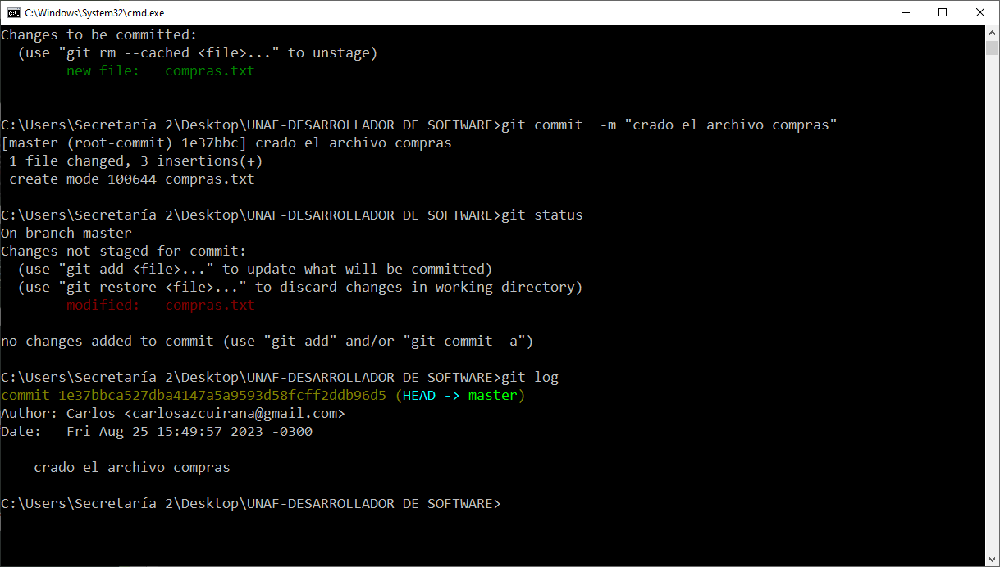 C:\Windows\System32\cmd.exe
Changes to be committed:
  (use "git rm --cached <file>..." to unstage)
        new file:   compras.txt
C:\Users\Secretaría 2\Desktop\UNAF-DESARROLLADOR DE SOFTWARE>git commit  -m "crado el archivo compras"
[master (root-commit) 1e37bbc] crado el archivo compras
 1 file changed, 3 insertions(+)
 create mode 100644 compras.txt
C:\Users\Secretaría 2\Desktop\UNAF-DESARROLLADOR DE SOFTWARE>git status
On branch master
Changes not staged for commit:
  (use "git add <file>..." to update what will be committed)
  (use "git restore <file>..." to discard changes in working directory)
        modified:   compras.txt
no changes added to commit (use "git add" and/or "git commit -a")
C:\Users\Secretaría 2\Desktop\UNAF-DESARROLLADOR DE SOFTWARE>git log
commit 1e37bbca527dba4147a5a9593d58fcff2ddb96d5 (HEAD -> master)
Author: Carlos <carlosazcuirana@gmail.com>
Date:   Fri Aug 25 15:49:57 2023 -0300
    crado el archivo compras
C:\Users\Secretaría 2\Desktop\UNAF-DESARROLLADOR DE SOFTWARE>